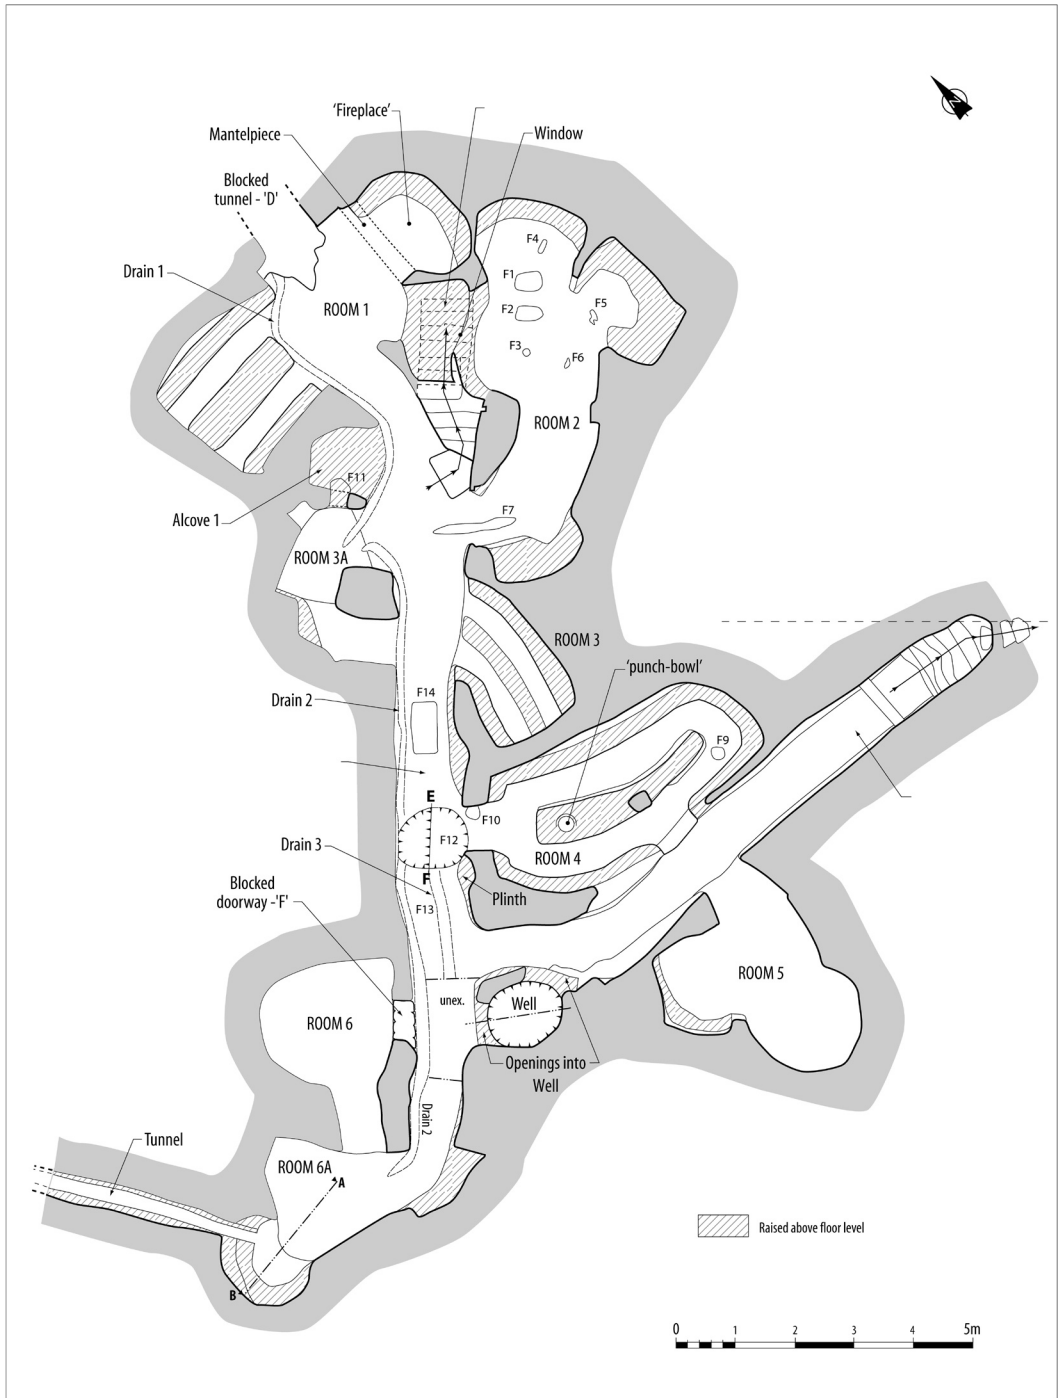 N
'Fireplace'
Mantelpiece
Window
Blocked
tunnel - 'D'
F4
Drain 1
F1
ROOM 1
F2
F5
F3
F6
ROOM 2
F11
Alcove 1
F7
ROOM 3A
ROOM 3
'punch-bowl'
F14
Drain 2
F9
E
F10
F12
Drain 3
ROOM 4
F
Blocked
doorway -'F'
Plinth
F13
ROOM 5
unex.
Well
ROOM 6
Openings into
Well
Drain 2
Tunnel
ROOM 6A
A
B
Raised above floor level
0 1 2 3 4 5m